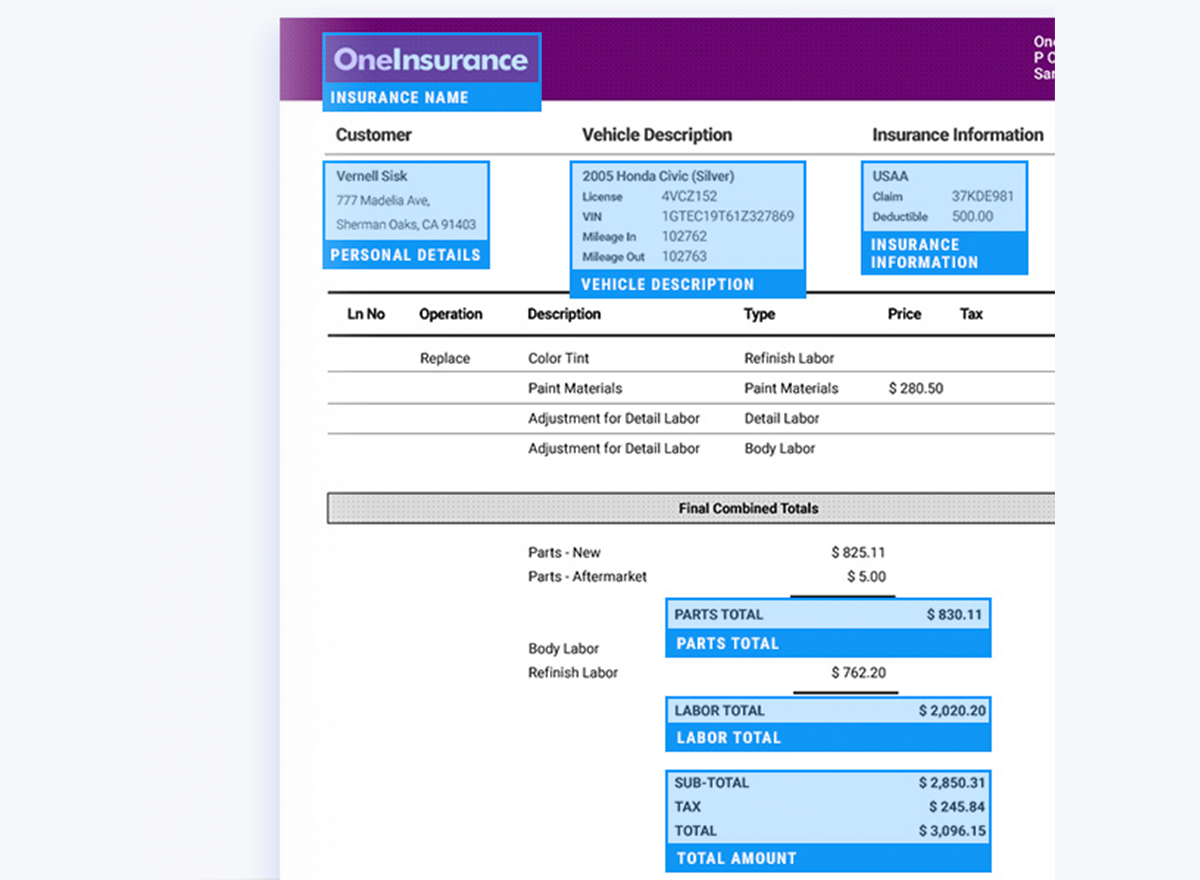 OneInsurance
INSURANCE NAME
Customer
Vernell Sisk
777 Madelia Ave,
Sherman Oaks, CA 91403
PERSONAL DETAILS
Vehicle Description
2005 Honda Civic (Silver)
License 4VCZ152
VIN 1GTEC19T61Z327869
Mileage In 102762
Mileage Out 102763
VEHICLE DESCRIPTION
Insurance Information
USAA
Claim 37KDE981
Deductible 500.00
INSURANCE
INFORMATION
Ln No Operation Description Type Price Tax
Replace Color Tint Refinish Labor
Paint Materials Paint Materials $ 280.50
Adjustment for Detail Labor Detail Labor
Adjustment for Detail Labor Body Labor
Final Combined Totals
Parts - New $ 825.11
Parts - Aftermarket $ 5.00
PARTS TOTAL $ 830.11
PARTS TOTAL
Body Labor
Refinish Labor $ 762.20
LABOR TOTAL $ 2,020.20
LABOR TOTAL
SUB-TOTAL $ 2,850.31
TAX $ 245.84
TOTAL $ 3,096.15
TOTAL AMOUNT